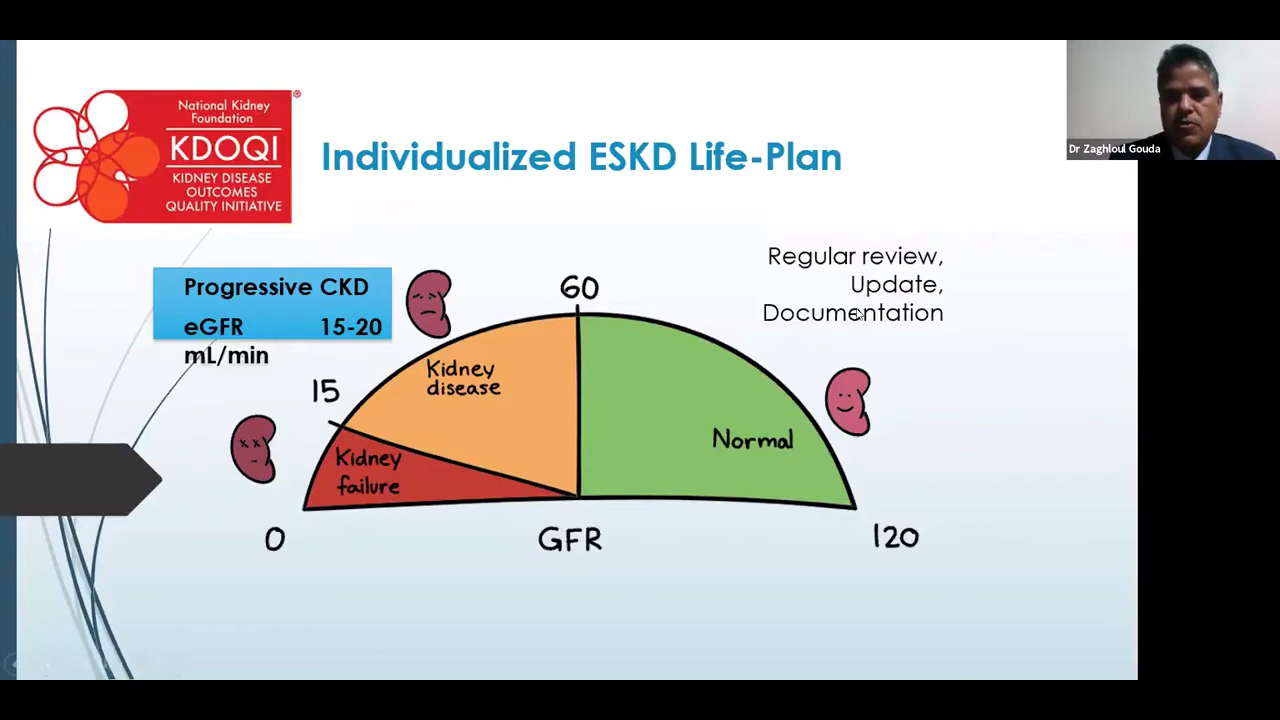 National Kidney
Foundation
KDOQI
®
KIDNEY DISEASE
OUTCOMES
QUALITY INITIATIVE
Individualized ESKD Life-Plan
Dr Zaghloul Gouda
Regular review,
Update,
Documentation
Progressive CKD
eGFR 15-20
mL/min
60
15
Kidney
disease
Normal
Kidney
failure
0
GFR
120